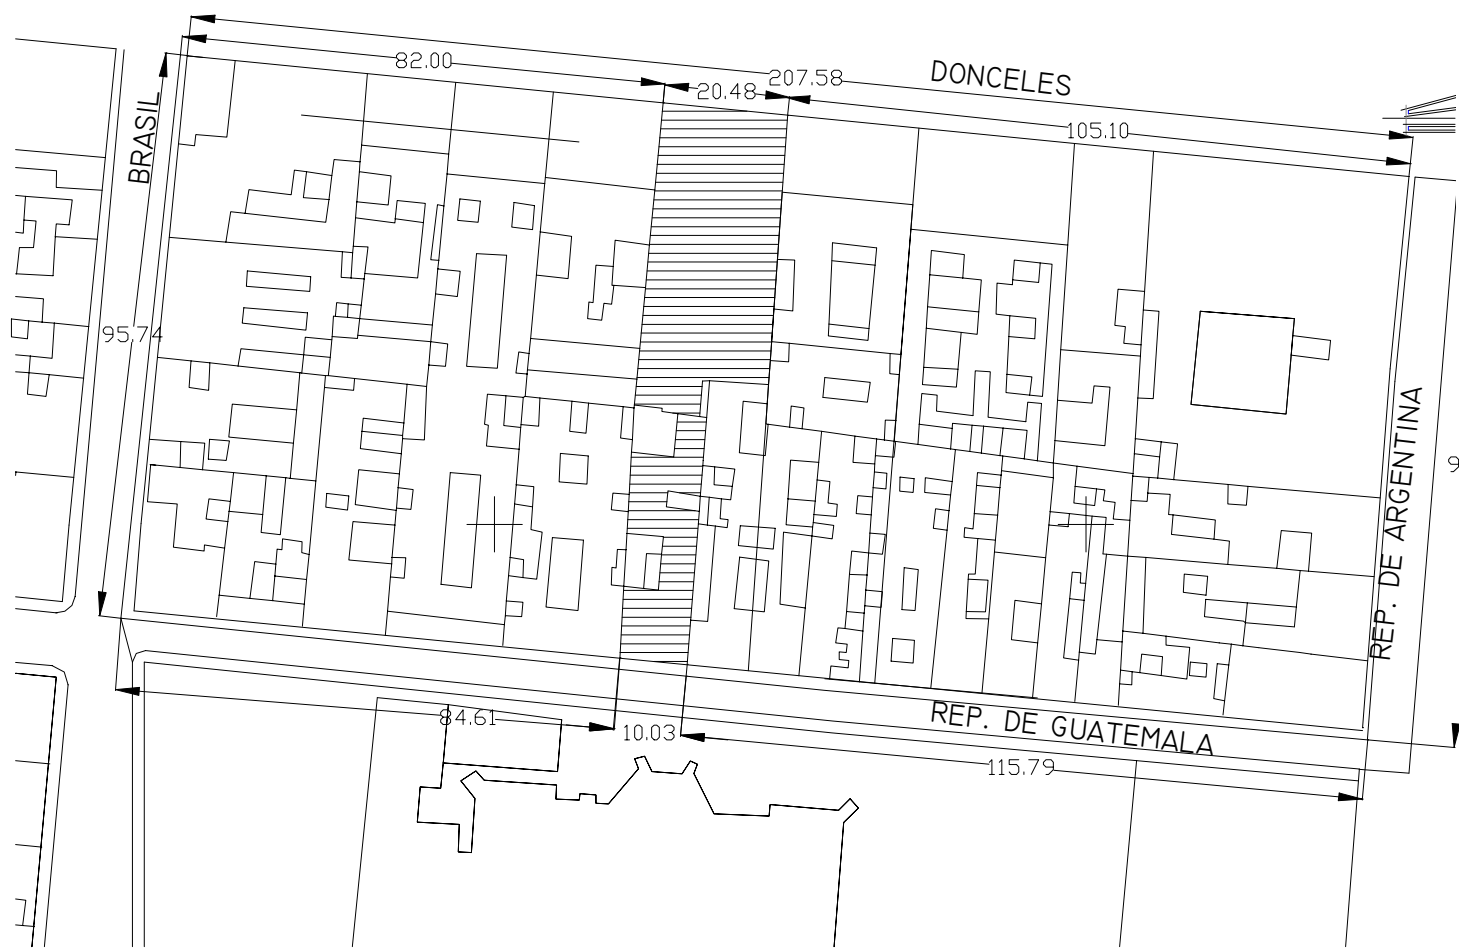 82.00
207.58
20.48
DONCELES
105.10
BRASIL
95.74
REP. DE ARGENTINA
9
84.61
10.03
REP. DE GUATEMALA
115.79